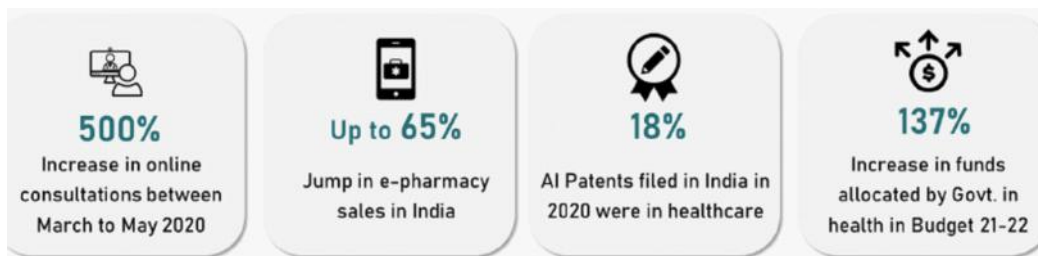 500%
Increase in online
consultations between
March to May 2020
Up to 65%
Jump in e-pharmacy
sales in India
18%
AI Patents filed in India in
2020 were in healthcare
$
137%
Increase in funds
allocated by Govt. in
health in Budget 21-22